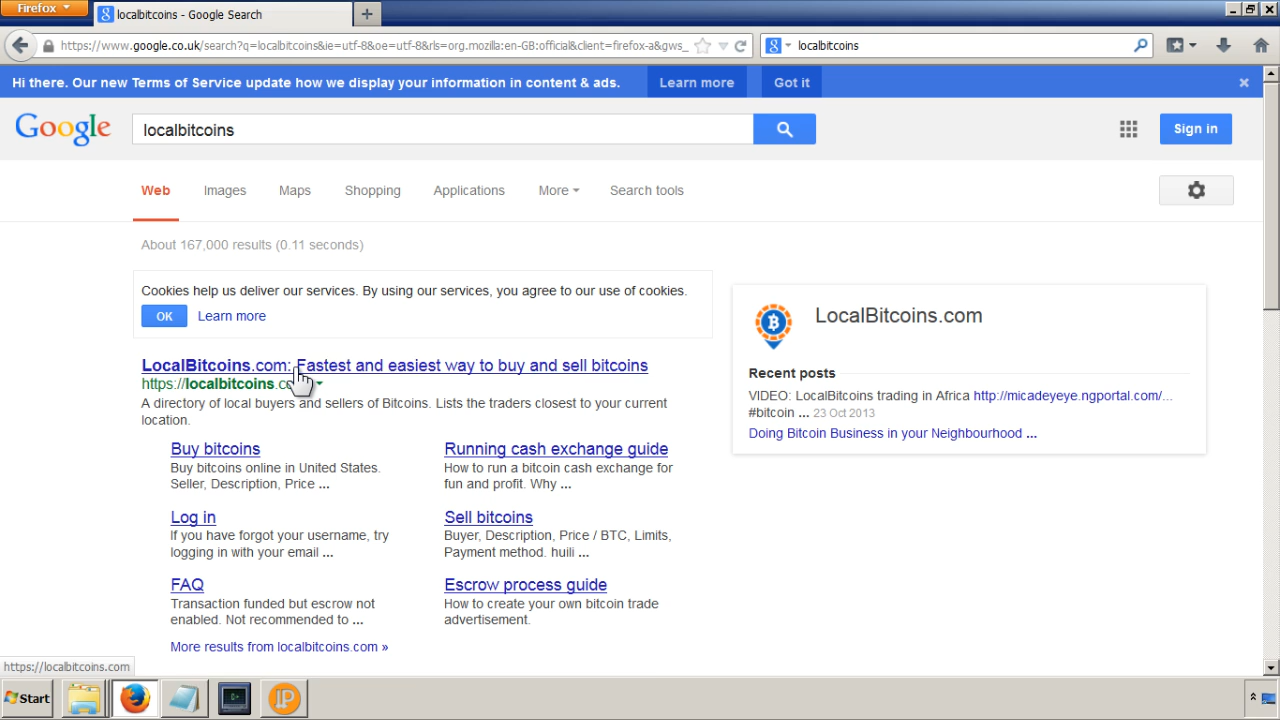 Firefox
localbitcoins - Google Search
https://www.google.co.uk/search?q=localbitcoins&ie=utf-8&oe=utf-8&rls=org.mozilla:en-GB:official&client=firefox-a&gws_
localbitcoins
Hi there. Our new Terms of Service update how we display your information in content & ads.
Learn more
Got it
Google
localbitcoins
Sign in
Web
Images
Maps
Shopping
Applications
More
Search tools
About 167,000 results (0.11 seconds)
Cookies help us deliver our services. By using our services, you agree to our use of cookies.
OK
Learn more
LocalBitcoins.com: Fastest and easiest way to buy and sell bitcoins
https://localbitcoins.co
A directory of local buyers and sellers of Bitcoins. Lists the traders closest to your current
location.
Buy bitcoins
Buy bitcoins online in United States.
Seller, Description, Price ...
Running cash exchange guide
How to run a bitcoin cash exchange for
fun and profit. Why ...
Log in
If you have forgot your username, try
logging in with your email ...
Sell bitcoins
Buyer, Description, Price / BTC, Limits,
Payment method. huili ...
FAQ
Transaction funded but escrow not
enabled. Not recommended to ...
Escrow process guide
How to create your own bitcoin trade
advertisement.
More results from localbitcoins.com »
LocalBitcoins.com
Recent posts
VIDEO: LocalBitcoins trading in Africa http://micadeyeye.ngportal.com/...
#bitcoin ... 23 Oct 2013
Doing Bitcoin Business in your Neighbourhood ...
https://localbitcoins.com
Start